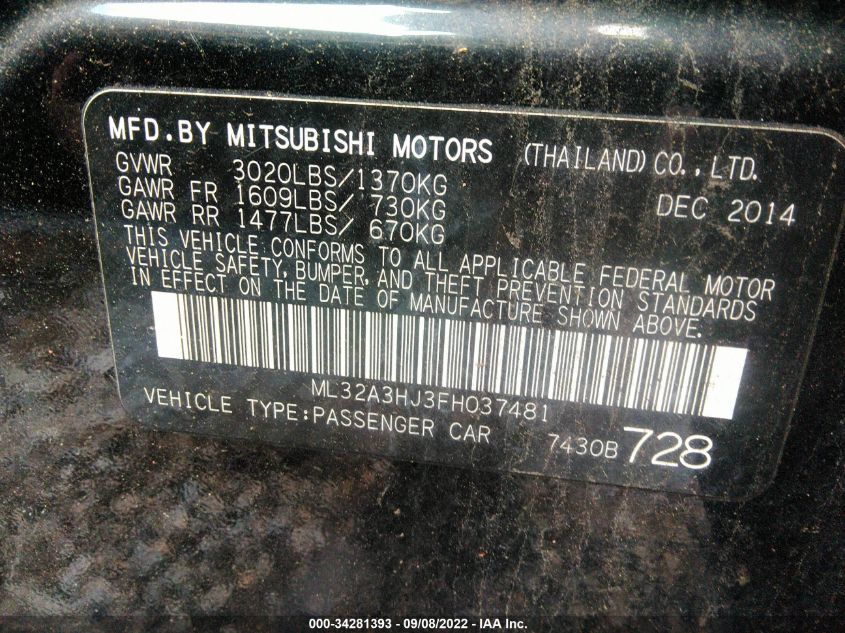 MFD.BY MITSUBISHI MOTORS (THAILAND) CO., LTD.
GVWR 3020LBS/1370KG DEC 2014
GAWR FR 1609LBS/ 730KG
GAWR RR 1477LBS/ 670KG
THIS VEHICLE CONFORMS TO ALL APPLICABLE FEDERAL MOTOR
VEHICLE SAFETY, BUMPER, AND THEFT PREVENTION STANDARDS
IN EFFECT ON THE DATE OF MANUFACTURE SHOWN ABOVE.
ML32A3HJ3FH037481
VEHICLE TYPE:PASSENGER CAR 7430B 728
000-34281393 - 09/08/2022 - IAA Inc.